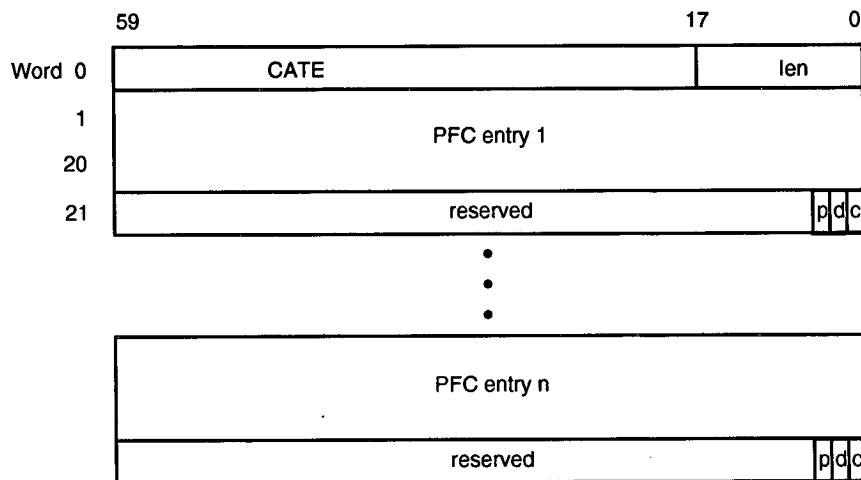 59 17 0
Word 0 CATE len
1
PFC entry 1
20
21 reserved p d c
PFC entry n
reserved p d c